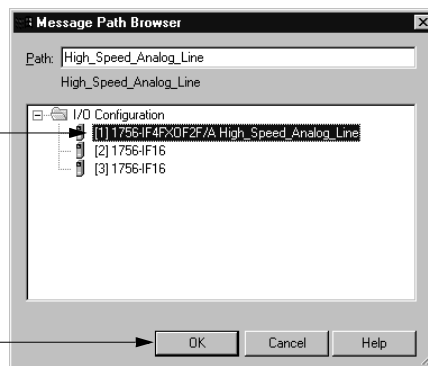 Message Path Browser
Path: High_Speed_Analog_Line
High_Speed_Analog_Line
I/O Configuration
[1] 1756-IF4FXOF2F/A High_Speed_Analog_Line
[2] 1756-IF16
[3] 1756-IF16
OK Cancel Help